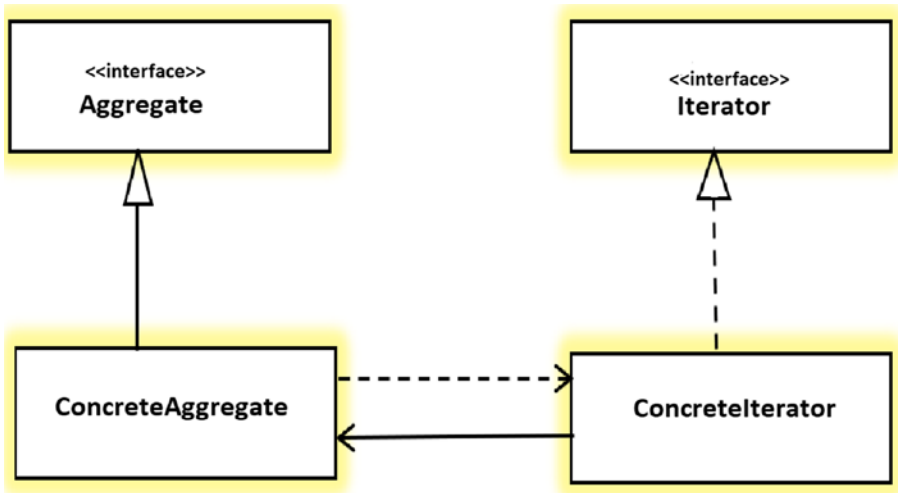 <<interface>>
Aggregate
<<interface>>
Iterator
ConcreteAggregate
ConcreteIterator